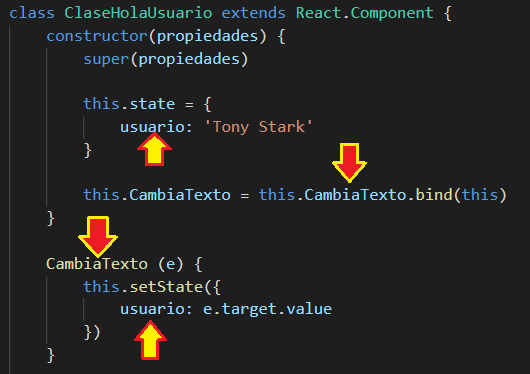 class ClaseHolaUsuario extends React.Component {
constructor(propiedades) {
super(propiedades)
this.state = {
usuario: 'Tony Stark'
}
this.CambiaTexto = this.CambiaTexto.bind(this)
}
CambiaTexto (e) {
this.setState({
usuario: e.target.value
})
}